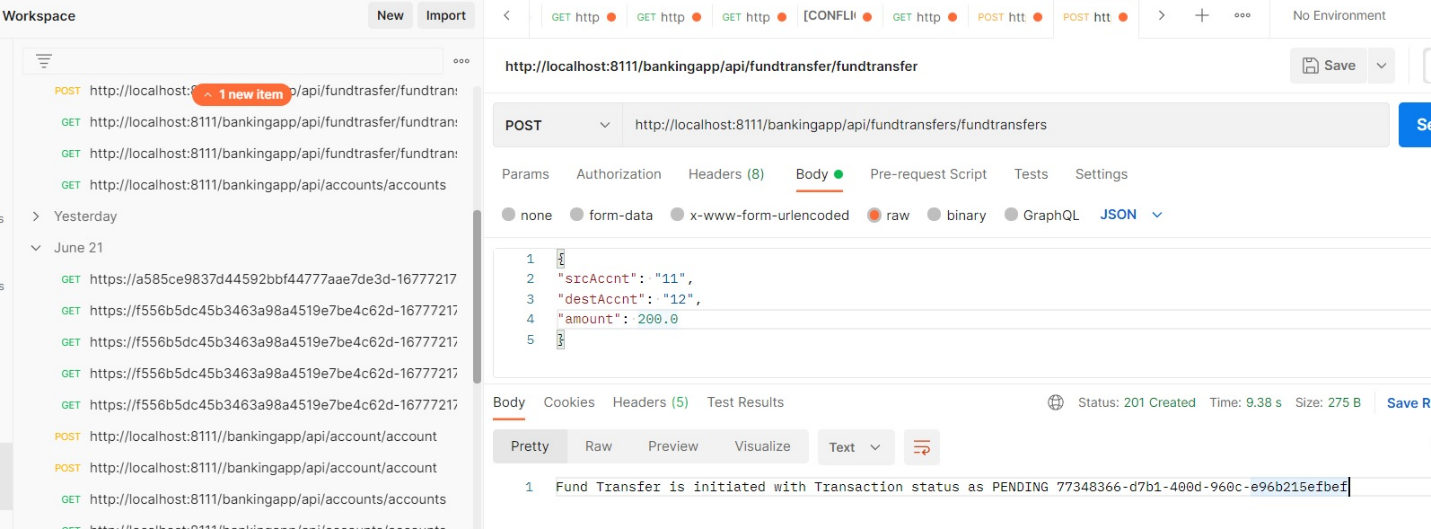 Workspace
New
Import
POST http://localhost:8 p/api/fundtrasfer/fundtrans
1 new item
GET http://localhost:8111/bankingapp/api/fundtrasfer/fundtrans
GET http://localhost:8111/bankingapp/api/fundtrasfer/fundtrans
GET http://localhost:8111/bankingapp/api/accounts/accounts
Yesterday
June 21
GET https://a585ce9837d44592bbf44777aae7de3d-16777217
GET https://f556b5dc45b3463a98a4519e7be4c62d-16777217
GET https://f556b5dc45b3463a98a4519e7be4c62d-16777217
GET https://f556b5dc45b3463a98a4519e7be4c62d-16777217
GET https://f556b5dc45b3463a98a4519e7be4c62d-16777217
POST http://localhost:8111//bankingapp/api/account/account
POST http://localhost:8111//bankingapp/api/account/account
GET http://localhost:8111/bankingapp/api/accounts/accounts
GET http GET http GET http [CONFLI GET http POST htt POST htt No Environment
http://localhost:8111/bankingapp/api/fundtransfer/fundtransfer
Save
POST http://localhost:8111/bankingapp/api/fundtransfers/fundtransfers Se
Params Authorization Headers (8) Body Pre-request Script Tests Settings
none form-data x-www-form-urlencoded raw binary GraphQL JSON
1 {
2 "srcAccnt": "11",
3 "destAccnt": "12",
4 "amount": 200.0
5 }
Body Cookies Headers (5) Test Results Status: 201 Created Time: 9.38 s Size: 275 B Save R
Pretty Raw Preview Visualize Text
1 Fund Transfer is initiated with Transaction status as PENDING 77348366-d7b1-400d-960c-e96b215efbef